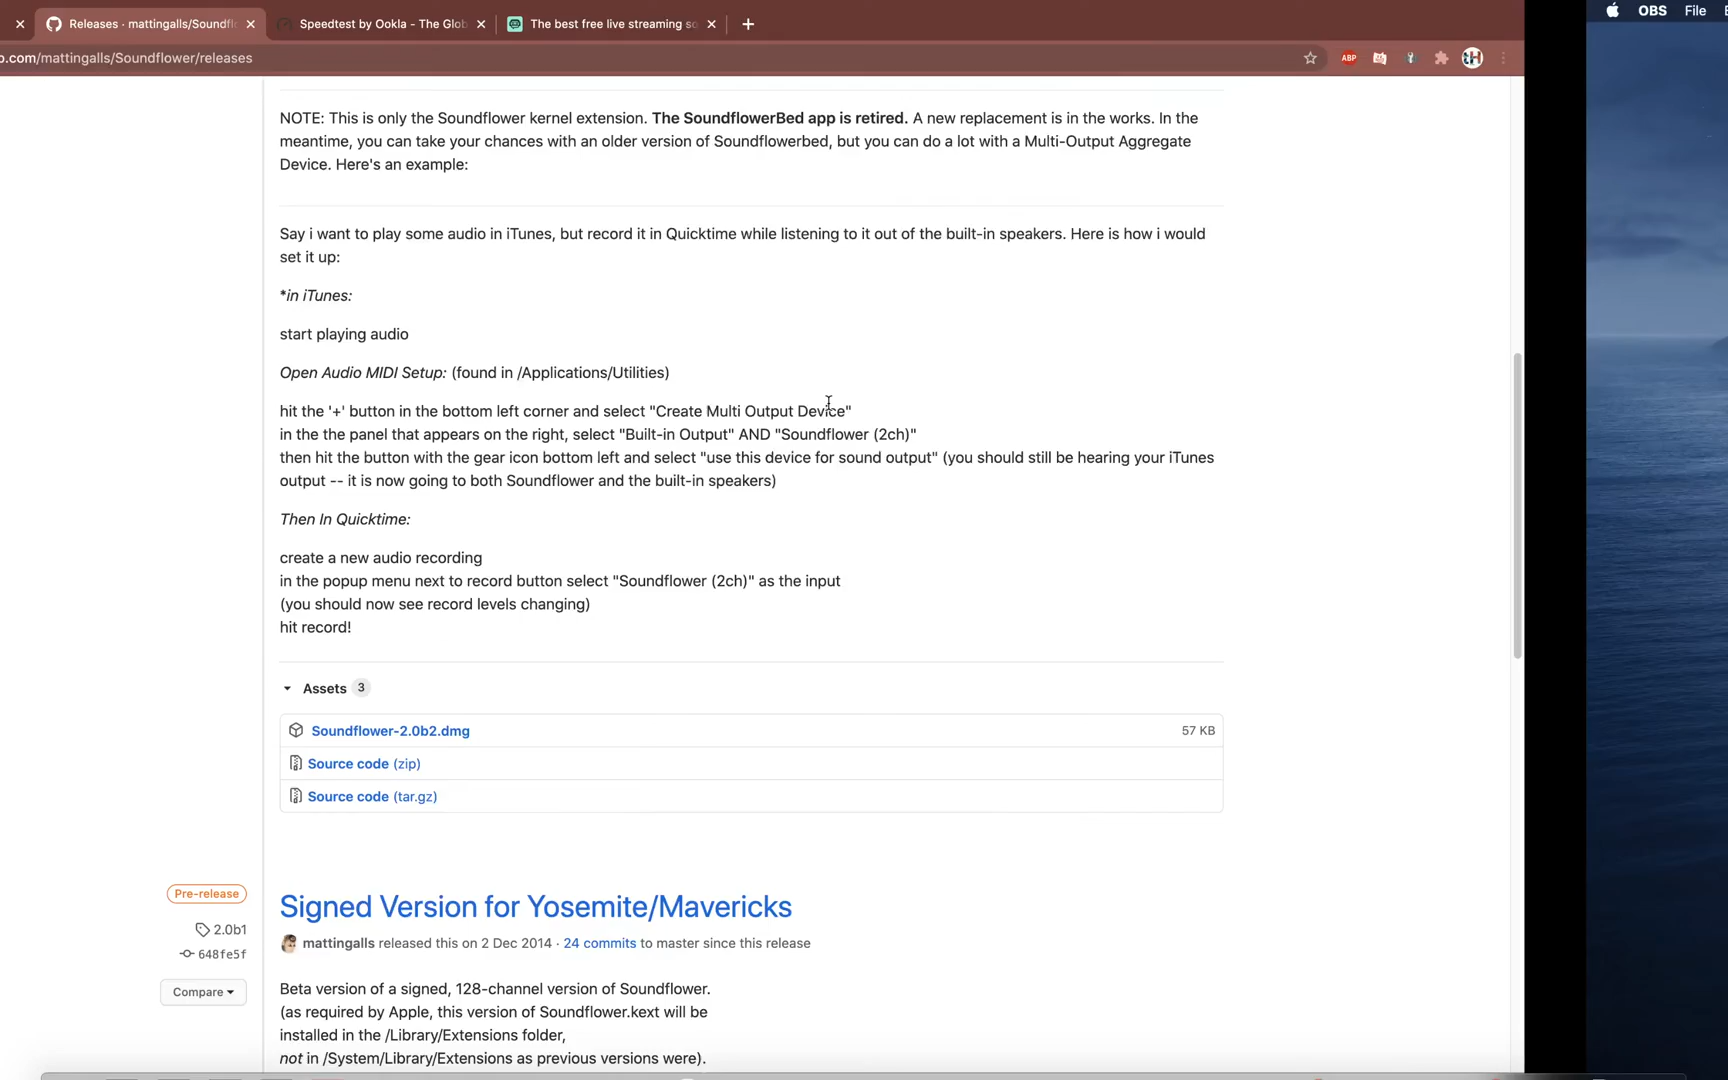 Releases · mattingalls/Soundfl
Speedtest by Ookla - The Glob
The best free live streaming so
OBS File
o.com/mattingalls/Soundflower/releases
ABP
NOTE: This is only the Soundflower kernel extension. The SoundflowerBed app is retired. A new replacement is in the works. In the
meantime, you can take your chances with an older version of Soundflowerbed, but you can do a lot with a Multi-Output Aggregate
Device. Here's an example:
Say i want to play some audio in iTunes, but record it in Quicktime while listening to it out of the built-in speakers. Here is how i would
set it up:
*in iTunes:
start playing audio
Open Audio MIDI Setup: (found in /Applications/Utilities)
hit the '+' button in the bottom left corner and select "Create Multi Output Device"
in the the panel that appears on the right, select "Built-in Output" AND "Soundflower (2ch)"
then hit the button with the gear icon bottom left and select "use this device for sound output" (you should still be hearing your iTunes
output -- it is now going to both Soundflower and the built-in speakers)
Then In Quicktime:
create a new audio recording
in the popup menu next to record button select "Soundflower (2ch)" as the input
(you should now see record levels changing)
hit record!
Assets 3
Soundflower-2.0b2.dmg 57 KB
Source code (zip)
Source code (tar.gz)
Pre-release
2.0b1
648fe5f
Compare
Signed Version for Yosemite/Mavericks
mattingalls released this on 2 Dec 2014 · 24 commits to master since this release
Beta version of a signed, 128-channel version of Soundflower.
(as required by Apple, this version of Soundflower.kext will be
installed in the /Library/Extensions folder,
not in /System/Library/Extensions as previous versions were).